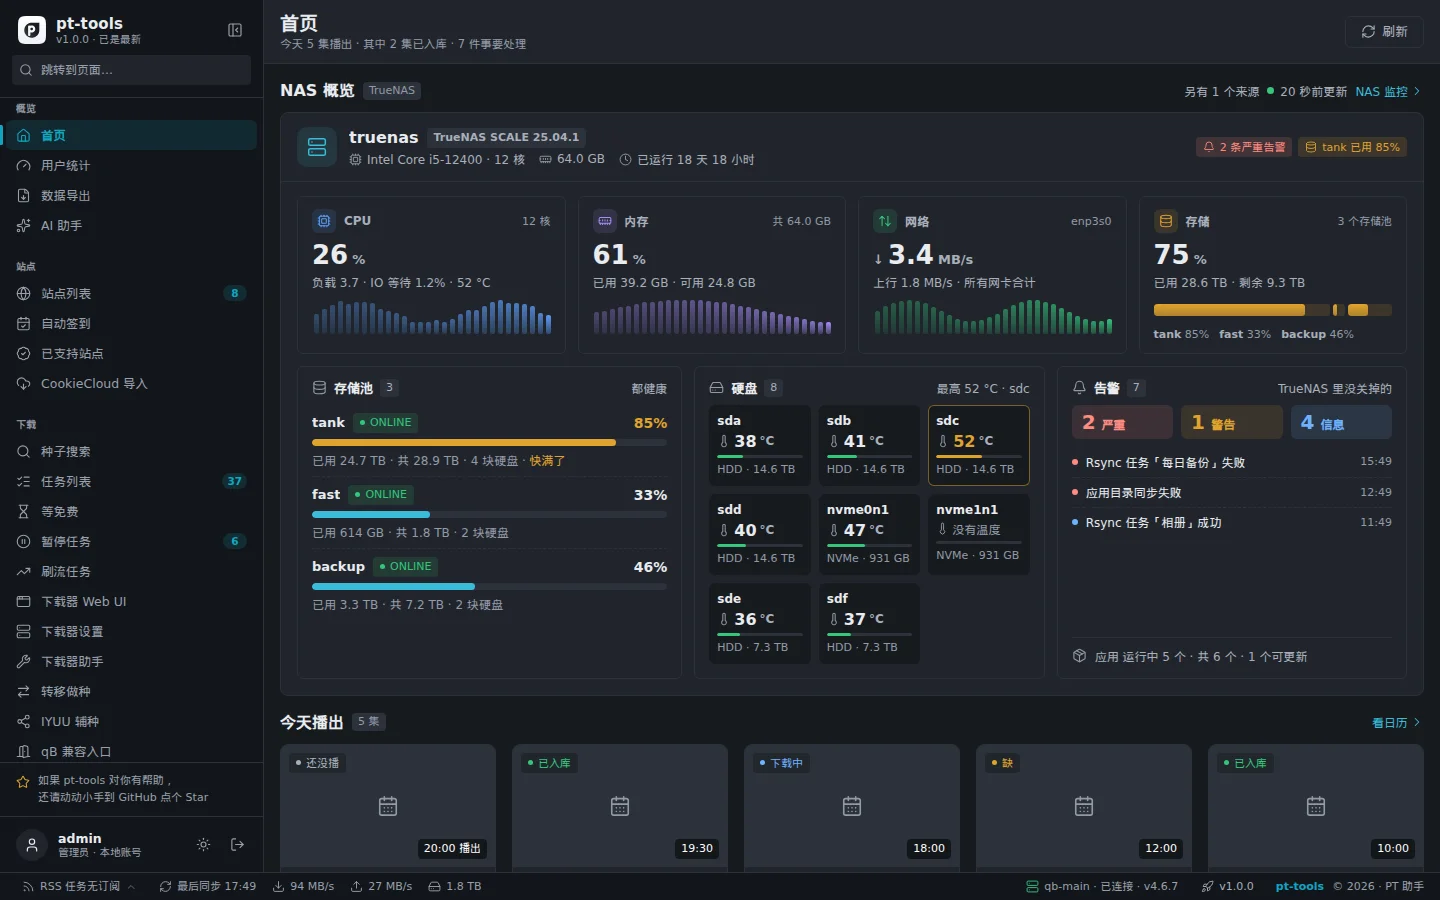 pt-tools
v1.0.0 · 已是最新
跳转到页面...
概览
首页
用户统计
数据导出
AI 助手
站点
站点列表 8
自动签到
已支持站点
CookieCloud 导入
下载
种子搜索
任务列表 37
等免费
暂停任务 6
刷流任务
下载器 Web UI
下载器设置
下载器助手
转移做种
IYUU 辅种
qB 兼容入口
如果 pt-tools 对你有帮助，
还请动动小手到 GitHub 点个 Star
admin
管理员 · 本地账号
首页
今天 5 集播出 · 其中 2 集已入库 · 7 件事要处理
刷新
NAS 概览 TrueNAS
另有 1 个来源 20 秒前更新 NAS 监控
truenas TrueNAS SCALE 25.04.1
Intel Core i5-12400 · 12 核 64.0 GB 已运行 18 天 18 小时
2 条严重告警 tank 已用 85%
CPU 12 核
26 %
负载 3.7 · IO 等待 1.2% · 52 °C
内存 共 64.0 GB
61 %
已用 39.2 GB · 可用 24.8 GB
网络 enp3s0
↓ 3.4 MB/s
上行 1.8 MB/s · 所有网卡合计
存储 3 个存储池
75 %
已用 28.6 TB · 剩余 9.3 TB
tank 85% fast 33% backup 46%
存储池 3 都健康
tank ONLINE 85%
已用 24.7 TB · 共 28.9 TB · 4 块硬盘 · 快满了
fast ONLINE 33%
已用 614 GB · 共 1.8 TB · 2 块硬盘
backup ONLINE 46%
已用 3.3 TB · 共 7.2 TB · 2 块硬盘
硬盘 8 最高 52 °C · sdc
sda
38 °C
HDD · 14.6 TB
sdb
41 °C
HDD · 14.6 TB
sdc
52 °C
HDD · 14.6 TB
sdd
40 °C
HDD · 14.6 TB
nvme0n1
47 °C
NVMe · 931 GB
nvme1n1
没有温度
NVMe · 931 GB
sde
36 °C
HDD · 7.3 TB
sdf
37 °C
HDD · 7.3 TB
告警 7 TrueNAS 里没关掉的
2 严重 1 警告 4 信息
Rsync 任务「每日备份」失败 15:49
应用目录同步失败 12:49
Rsync 任务「相册」成功 11:49
应用 运行中 5 个 · 共 6 个 · 1 个可更新
今天播出 5 集 看日历
还没播
20:00 播出
已入库
19:30
下载中
18:00
缺
12:00
已入库
10:00
RSS 任务无订阅 最后同步 17:49 94 MB/s 27 MB/s 1.8 TB
qb-main · 已连接 · v4.6.7 v1.0.0 pt-tools © 2026 · PT 助手